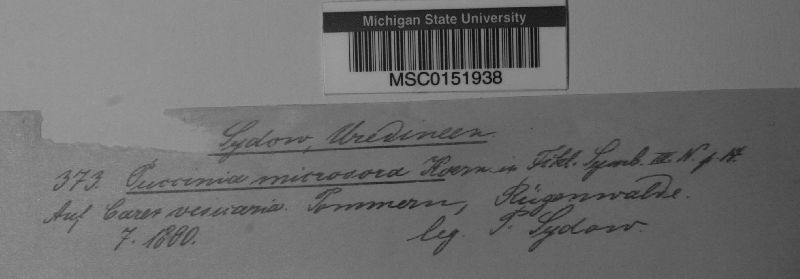 Michigan State University
MSC0151938
Sydow, Uredineen.
373. Puccinia microsora Koern. in Fckl. Symb. III. N. p. 14.
Auf Carex vesicaria. Pommern, Rügenwalde.
7. 1890. leg. P. Sydow.